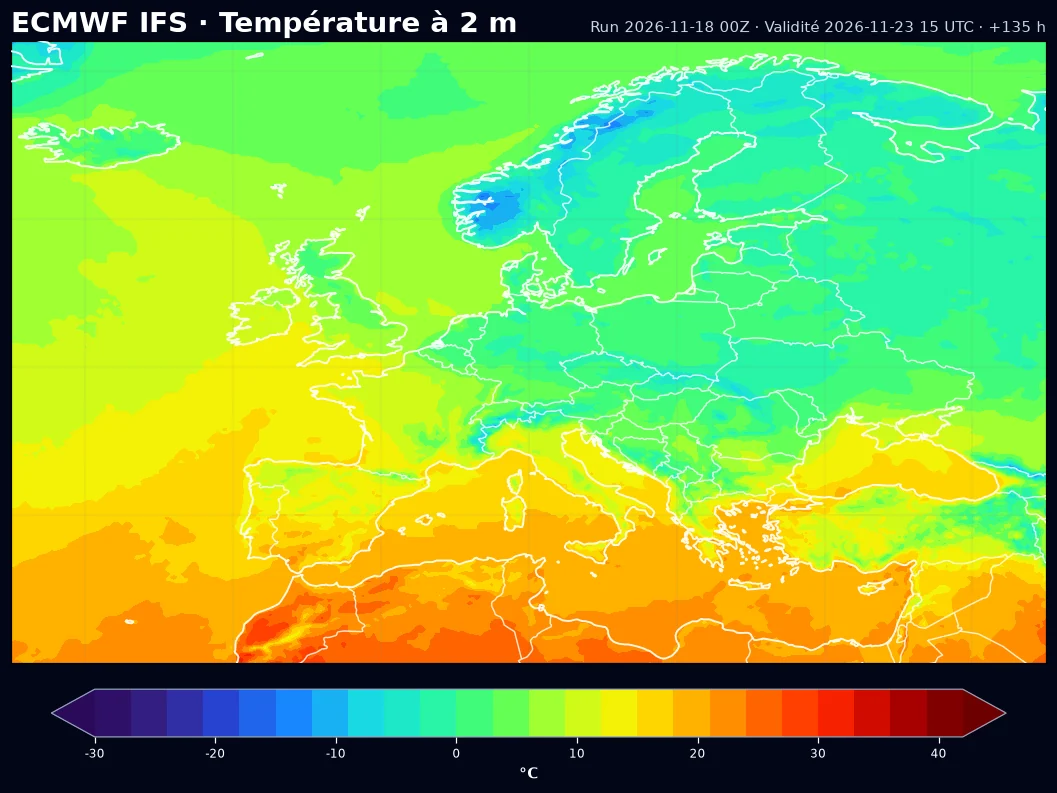 ECMWF IFS · Température à 2 m
Run 2026-11-18 00Z · Validité 2026-11-23 15 UTC · +135 h
-30 -20 -10 0 10 20 30 40
°C